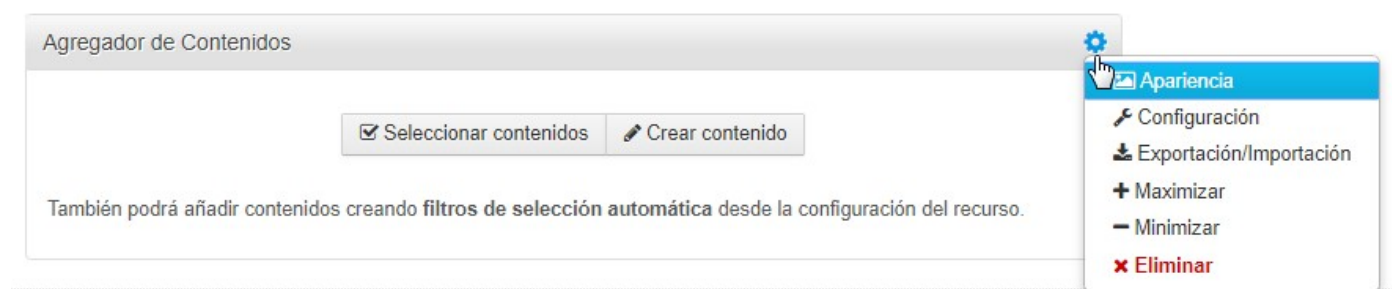 Agregador de Contenidos
Apariencia
Configuración
Seleccionar contenidos Crear contenido
Exportación/Importación
Maximizar
También podrá añadir contenidos creando filtros de selección automática desde la configuración del recurso.
Minimizar
Eliminar